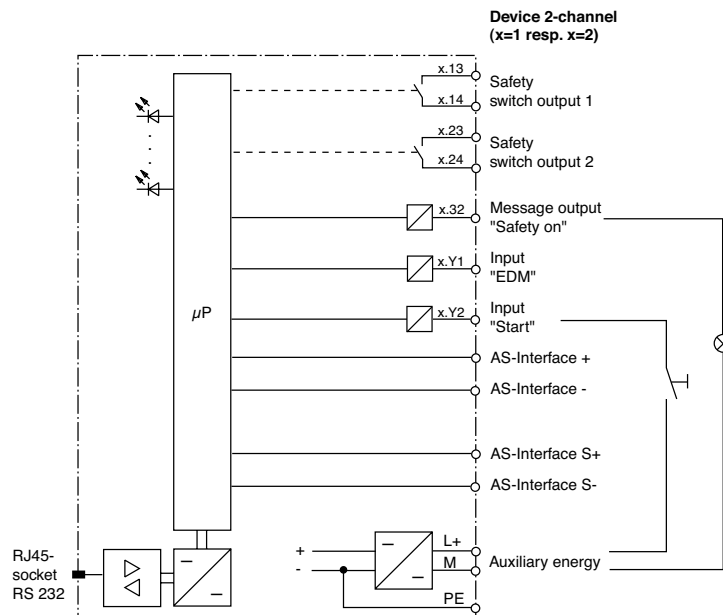 Device 2-channel
(x=1 resp. x=2)
x.13
Safety
switch output 1
x.14
x.23
Safety
switch output 2
x.24
x.32
Message output
"Safety on"
x.Y1
Input
"EDM"
x.Y2
Input
"Start"
µP
AS-Interface +
AS-Interface -
AS-Interface S+
AS-Interface S-
RJ45-
socket
RS 232
+
-
L+
M
Auxiliary energy
PE